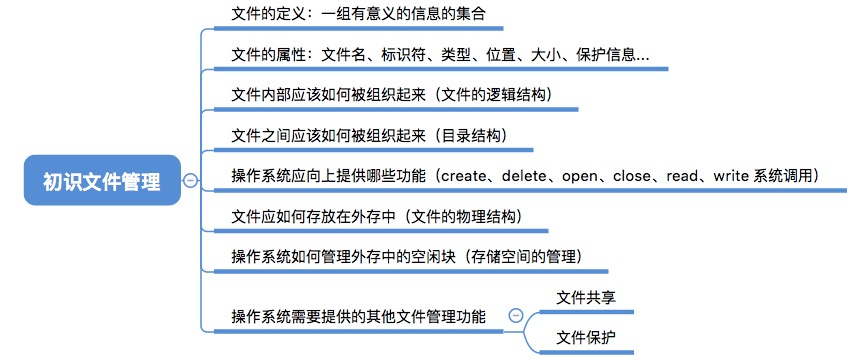 初识文件管理
文件的定义：一组有意义的信息的集合
文件的属性：文件名、标识符、类型、位置、大小、保护信息...
文件内部应该如何被组织起来（文件的逻辑结构）
文件之间应该如何被组织起来（目录结构）
操作系统应向上提供哪些功能（create、delete、open、close、read、write 系统调用）
文件应如何存放在外存中（文件的物理结构）
操作系统如何管理外存中的空闲块（存储空间的管理）
操作系统需要提供的其他文件管理功能
文件共享
文件保护